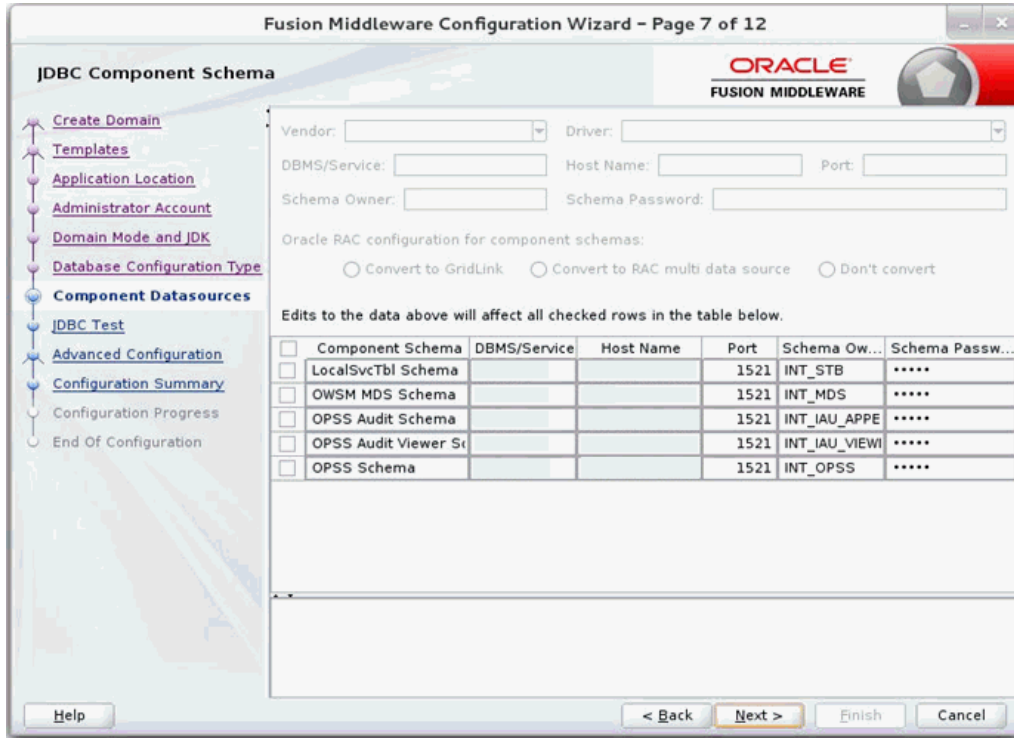 Fusion Middleware Configuration Wizard – Page 7 of 12
JDBC Component Schema
ORACLE
FUSION MIDDLEWARE
Create Domain
Templates
Application Location
Administrator Account
Domain Mode and JDK
Database Configuration Type
Component Datasources
JDBC Test
Advanced Configuration
Configuration Summary
Configuration Progress
End Of Configuration
Vendor: Driver:
DBMS/Service: Host Name: Port:
Schema Owner: Schema Password:
Oracle RAC configuration for component schemas:
Convert to GridLink Convert to RAC multi data source Don't convert
Edits to the data above will affect all checked rows in the table below.
Component Schema DBMS/Service Host Name Port Schema Ow... Schema Passw...
LocalSvcTbl Schema 1521 INT_STB •••••
OWSM MDS Schema 1521 INT_MDS •••••
OPSS Audit Schema 1521 INT_IAU_APPE •••••
OPSS Audit Viewer Sc 1521 INT_IAU_VIEWI •••••
OPSS Schema 1521 INT_OPSS •••••
Help < Back Next > Finish Cancel